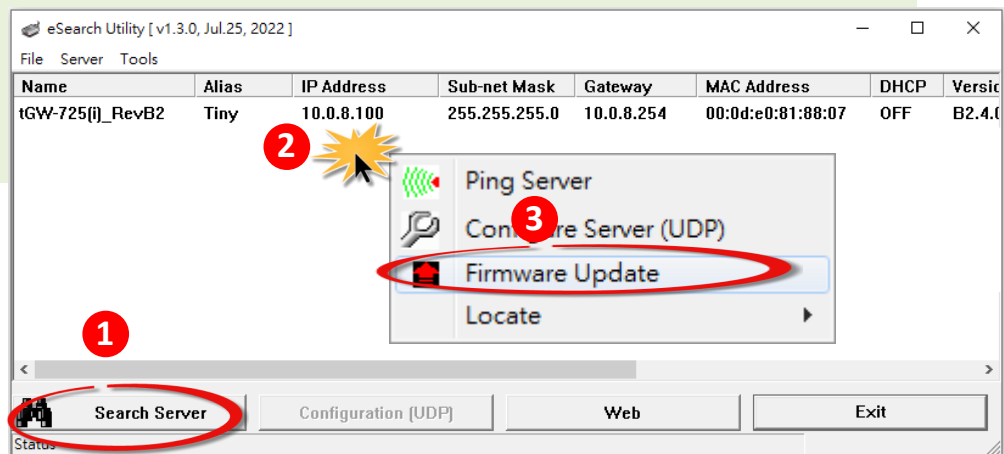 eSearch Utility [ v1.3.0, Jul.25, 2022 ]
File Server Tools
Name Alias IP Address Sub-net Mask Gateway MAC Address DHCP
tGW-725(i)_RevB2 Tiny 10.0.8.100 255.255.255.0 10.0.8.254 00:0d:e0:81:88:07 OFF
2
Ping Server
3
Server (UDP)
Firmware Update
Locate
1
Search Server Configuration (UDP) Web Exit
Status